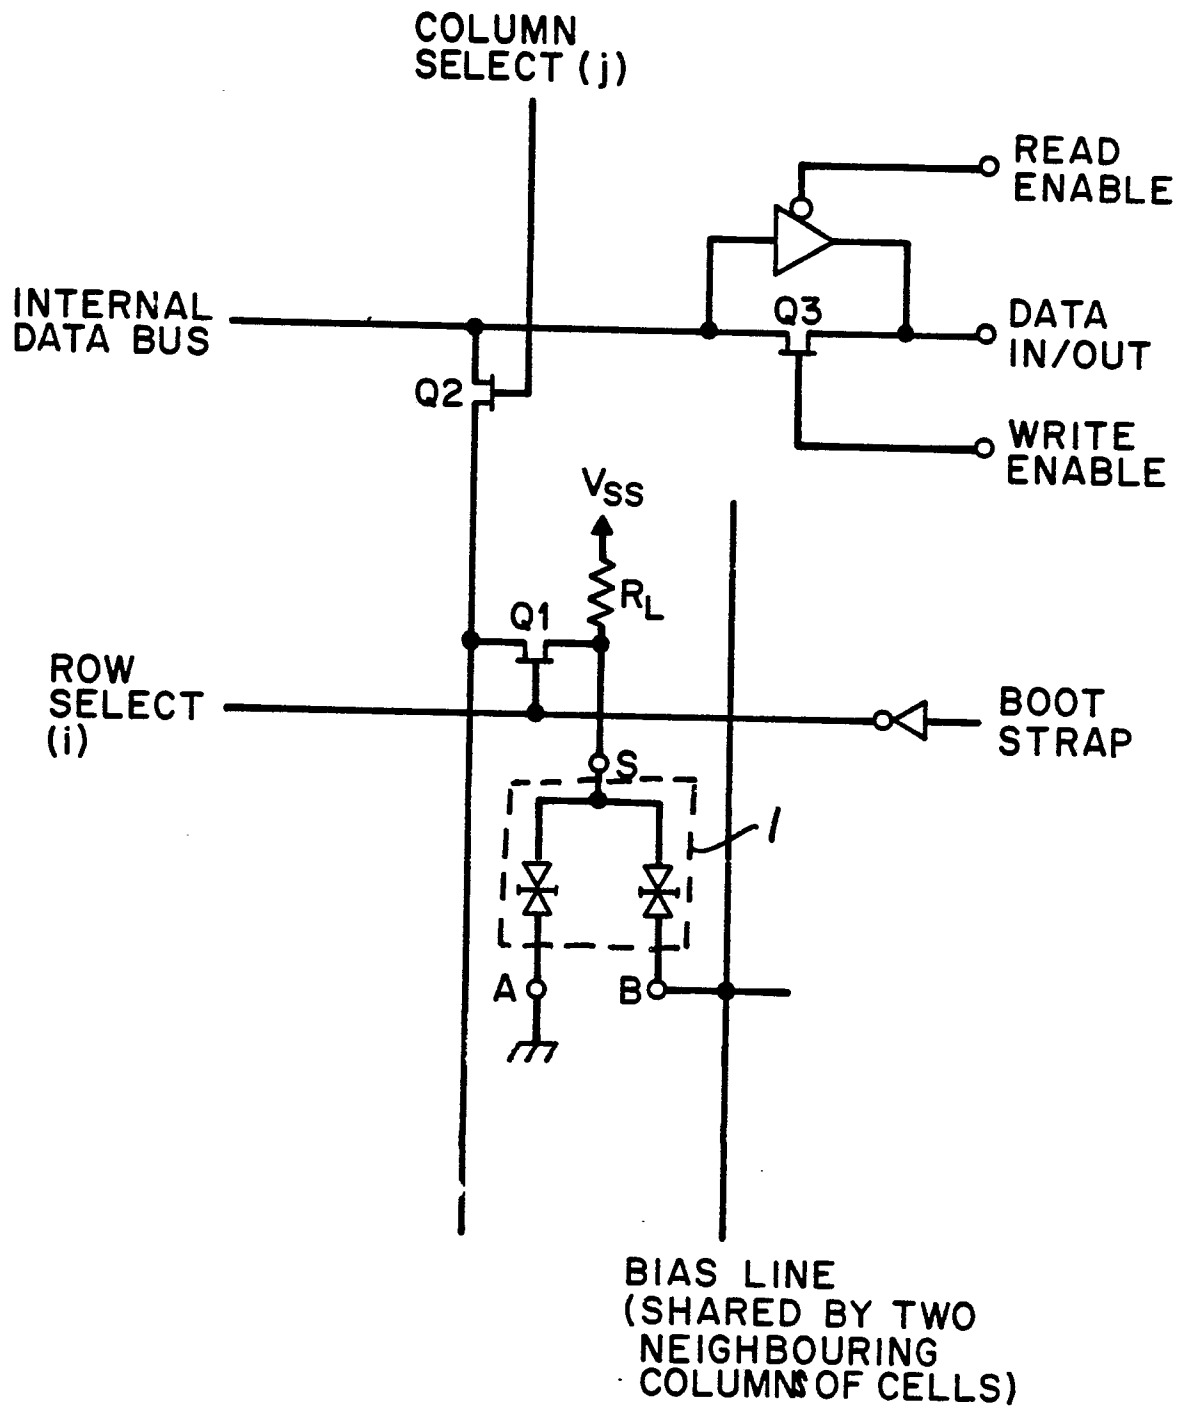 COLUMN
SELECT (j)
READ
ENABLE
INTERNAL
DATA BUS
Q3
DATA
IN/OUT
Q2
WRITE
ENABLE
VSS
RL
Q1
ROW
SELECT
(i)
BOOT
STRAP
S
1
A
B
BIAS LINE
(SHARED BY TWO
NEIGHBOURING
COLUMNS OF CELLS)